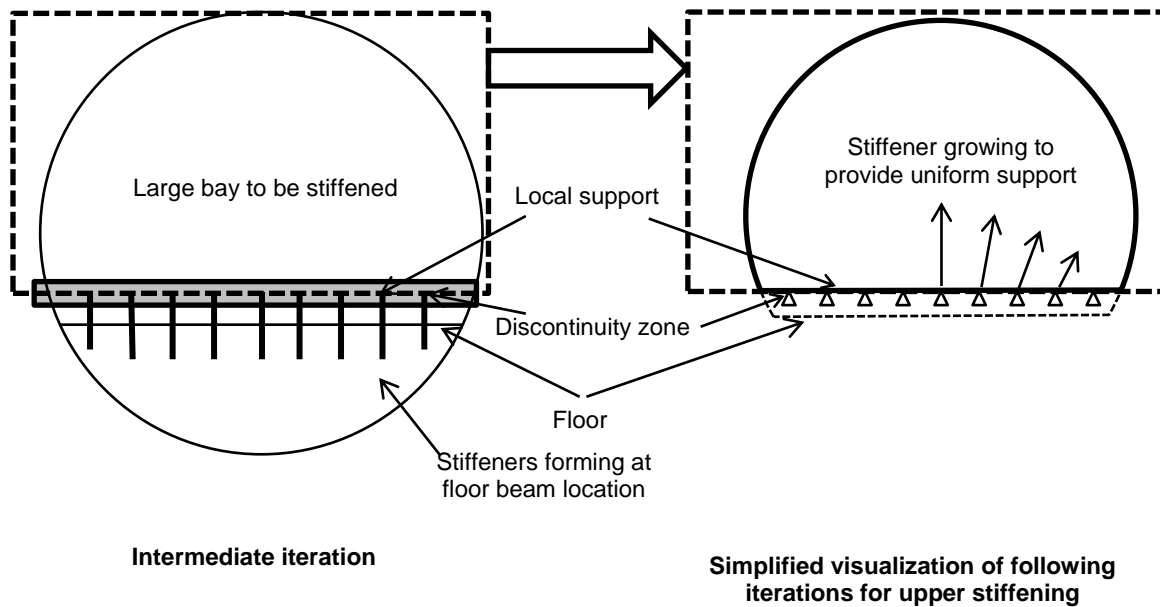 Large bay to be stiffened
Local support
Stiffener growing to
provide uniform support
Discontinuity zone
Floor
Stiffeners forming at
floor beam location
Intermediate iteration
Simplified visualization of following
iterations for upper stiffening